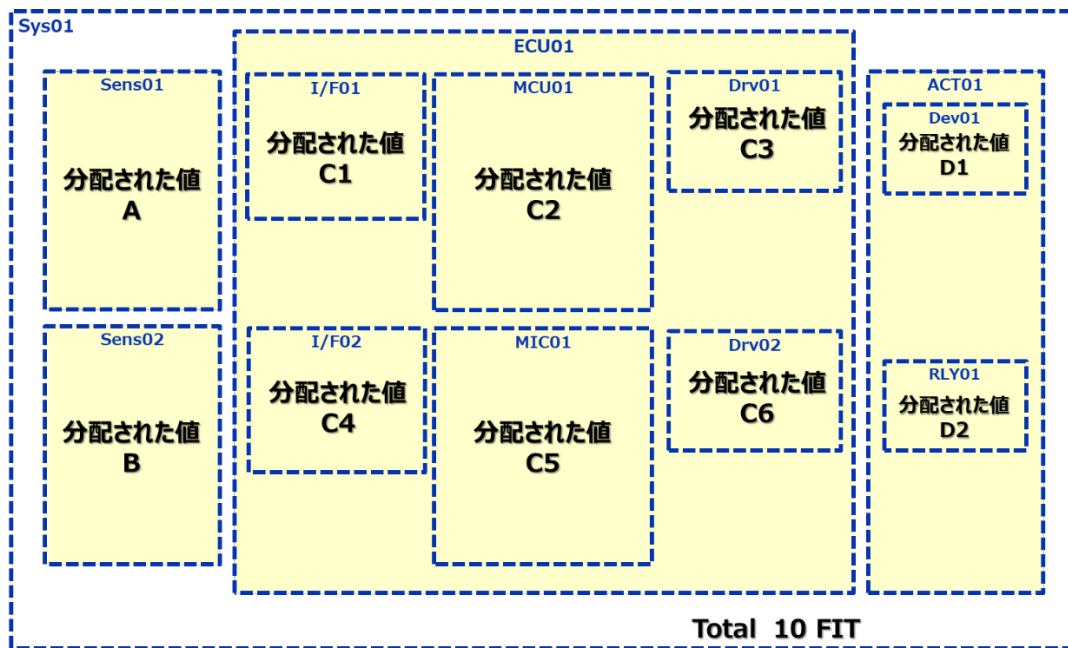 Sys01
ECU01
Sens01
分配された値
A
I/F01
分配された値
C1
MCU01
分配された値
C2
Drv01
分配された値
C3
ACT01
Dev01
分配された値
D1
Sens02
分配された値
B
I/F02
分配された値
C4
MIC01
分配された値
C5
Drv02
分配された値
C6
RLY01
分配された値
D2
Total 10 FIT